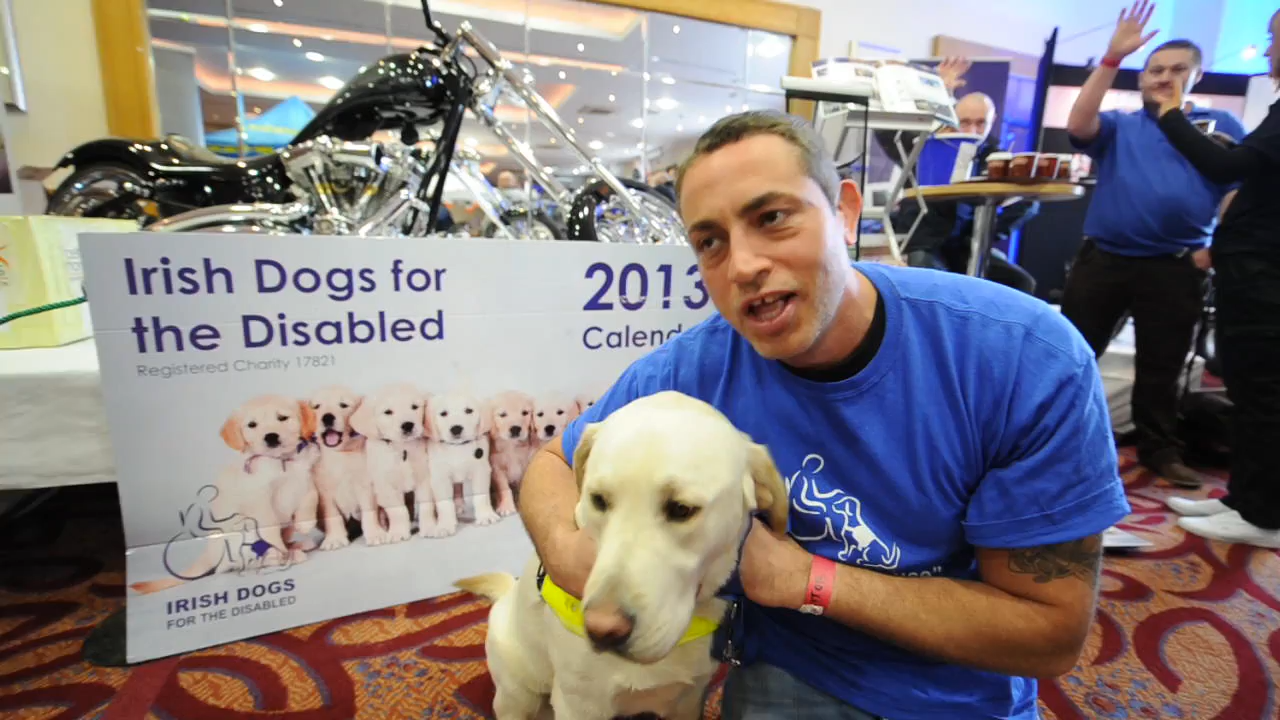 Irish Dogs for
the Disabled
Registered Charity 17821
2013
Calend
IRISH DOGS
FOR THE DISABLED